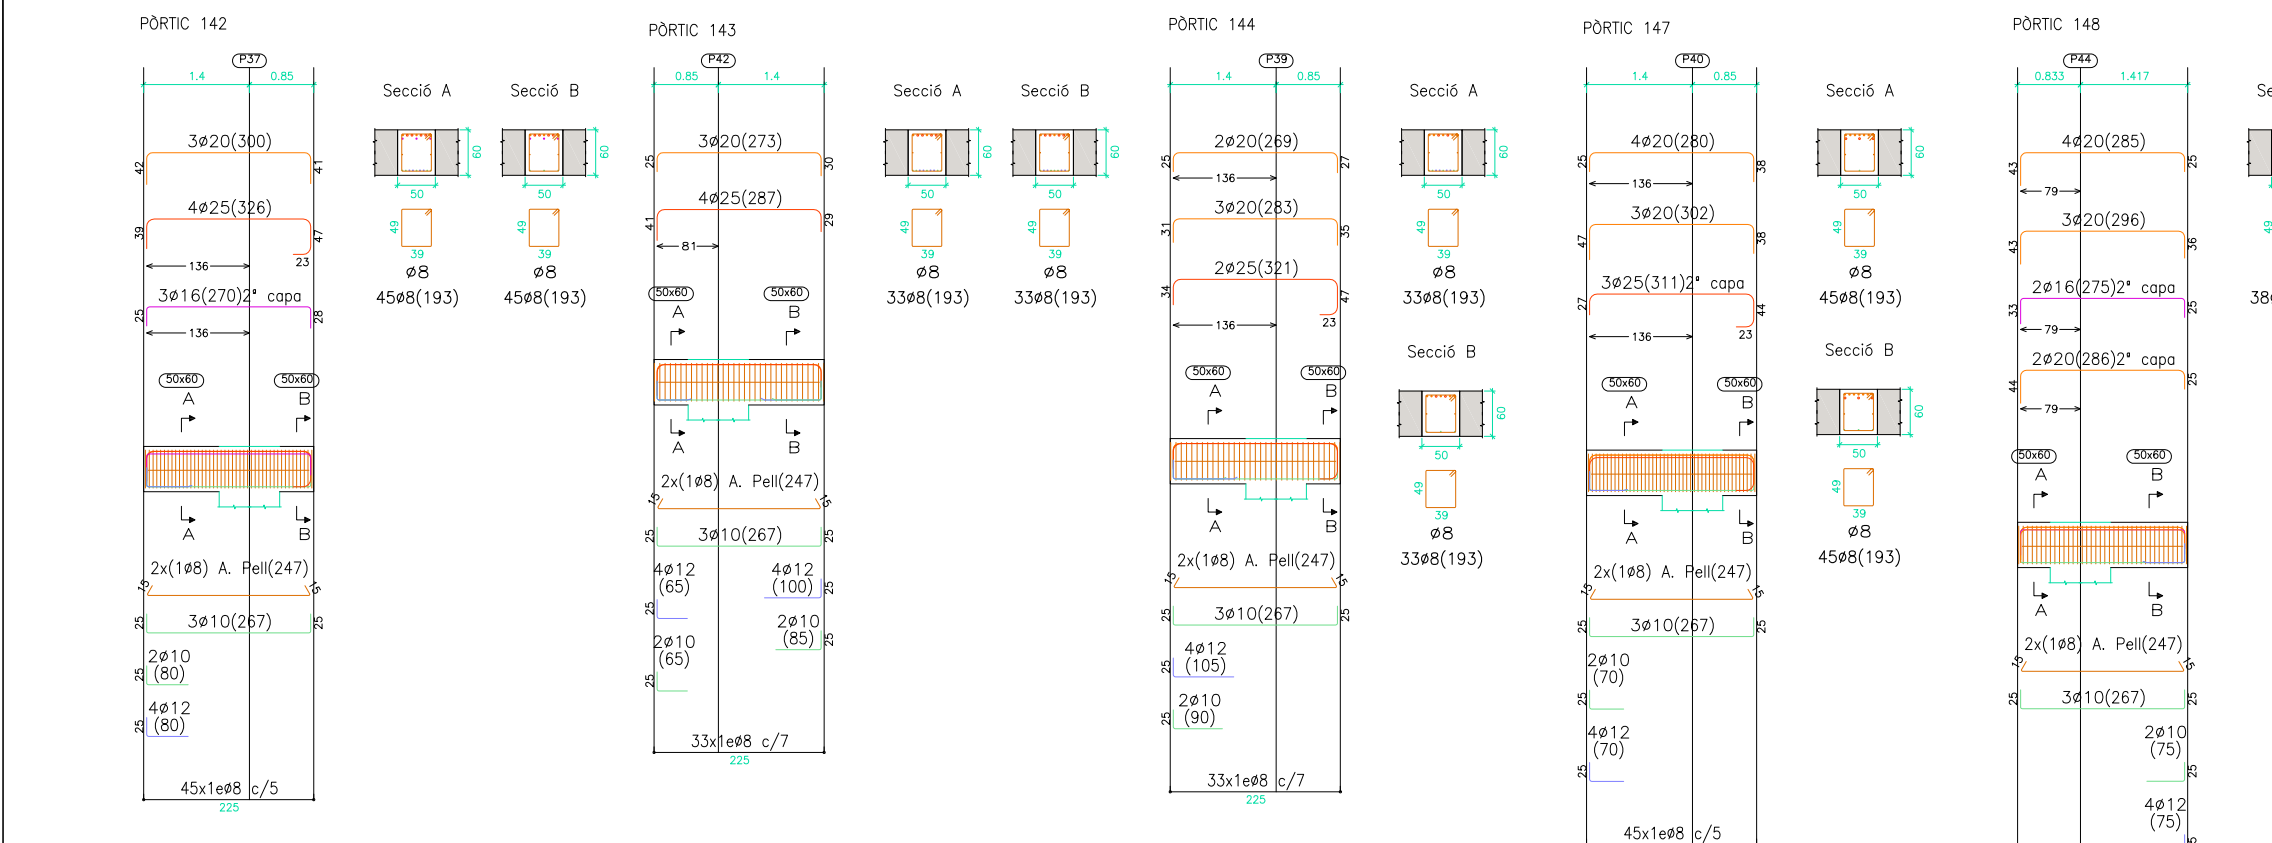 PÒRTIC 142
P37
1.4
0.85
3ø20(300)
42
41
4ø25(326)
39
47
23
136
3ø16(270)2ª capa
25
28
136
50x60
50x60
A
B
A
B
2x(1ø8) A. Pell(247)
15
15
3ø10(267)
25
25
2ø10
(80)
25
4ø12
(80)
25
45x1eø8 c/5
225
Secció A
60
50
49
39
ø8
45ø8(193)
Secció B
60
50
49
39
ø8
45ø8(193)
PÒRTIC 143
P42
0.85
1.4
3ø20(273)
25
30
4ø25(287)
41
29
81
50x60
50x60
A
B
A
B
2x(1ø8) A. Pell(247)
15
15
3ø10(267)
25
25
4ø12
(65)
25
4ø12
(100)
25
2ø10
(65)
25
2ø10
(85)
25
33x1eø8 c/7
225
Secció A
60
50
49
39
ø8
33ø8(193)
Secció B
60
50
49
39
ø8
33ø8(193)
PÒRTIC 144
P39
1.4
0.85
2ø20(269)
25
27
136
3ø20(283)
31
35
2ø25(321)
34
47
23
136
50x60
50x60
A
B
A
B
2x(1ø8) A. Pell(247)
15
15
3ø10(267)
25
25
4ø12
(105)
25
2ø10
(90)
25
33x1eø8 c/7
225
Secció A
60
50
49
39
ø8
33ø8(193)
Secció B
60
50
49
39
ø8
33ø8(193)
PÒRTIC 147
P40
1.4
0.85
4ø20(280)
25
38
136
3ø20(302)
47
38
3ø25(311)2ª capa
27
44
23
136
50x60
50x60
A
B
A
B
2x(1ø8) A. Pell(247)
15
15
3ø10(267)
25
25
2ø10
(70)
25
4ø12
(70)
25
45x1eø8 c/5
Secció A
60
50
49
39
ø8
45ø8(193)
Secció B
60
50
49
39
ø8
45ø8(193)
PÒRTIC 148
P44
0.833
1.417
4ø20(285)
43
25
79
3ø20(296)
43
36
2ø16(275)2ª capa
33
25
79
2ø20(286)2ª capa
44
25
79
50x60
50x60
A
B
A
B
2x(1ø8) A. Pell(247)
15
15
3ø10(267)
25
25
2ø10
(75)
25
4ø12
(75)